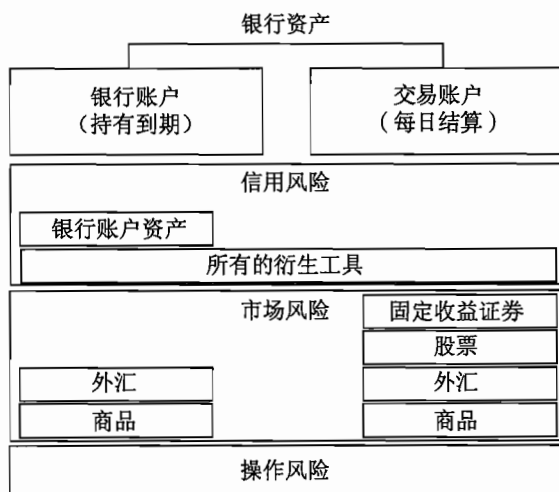 银行资产
银行账户
（持有到期）
交易账户
（每日结算）
信用风险
银行账户资产
所有的衍生工具
市场风险
固定收益证券
股票
外汇
外汇
商品
商品
操作风险